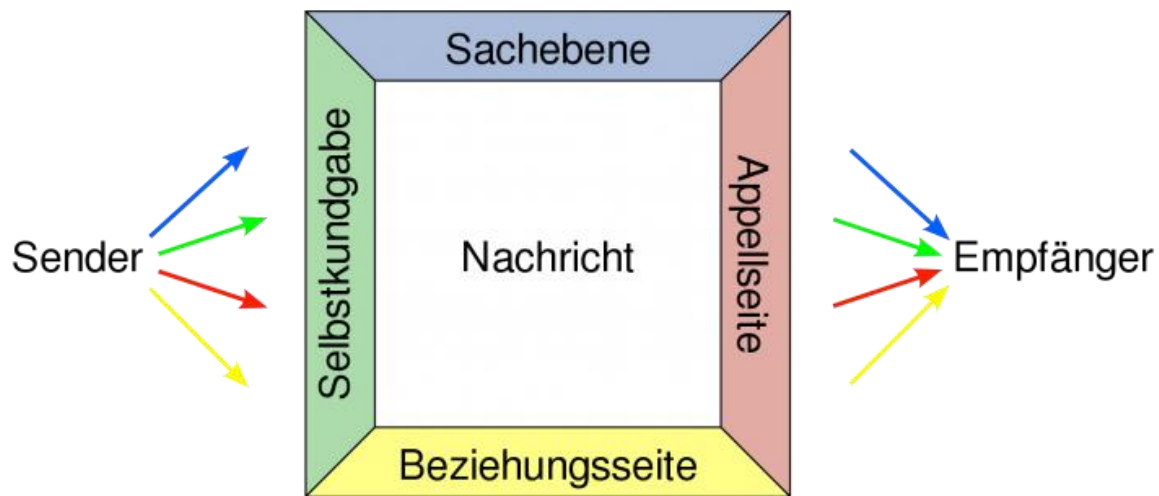 Sachebene
Selbstkundgabe
Appellseite
Sender
Nachricht
Empfänger
Beziehungsseite